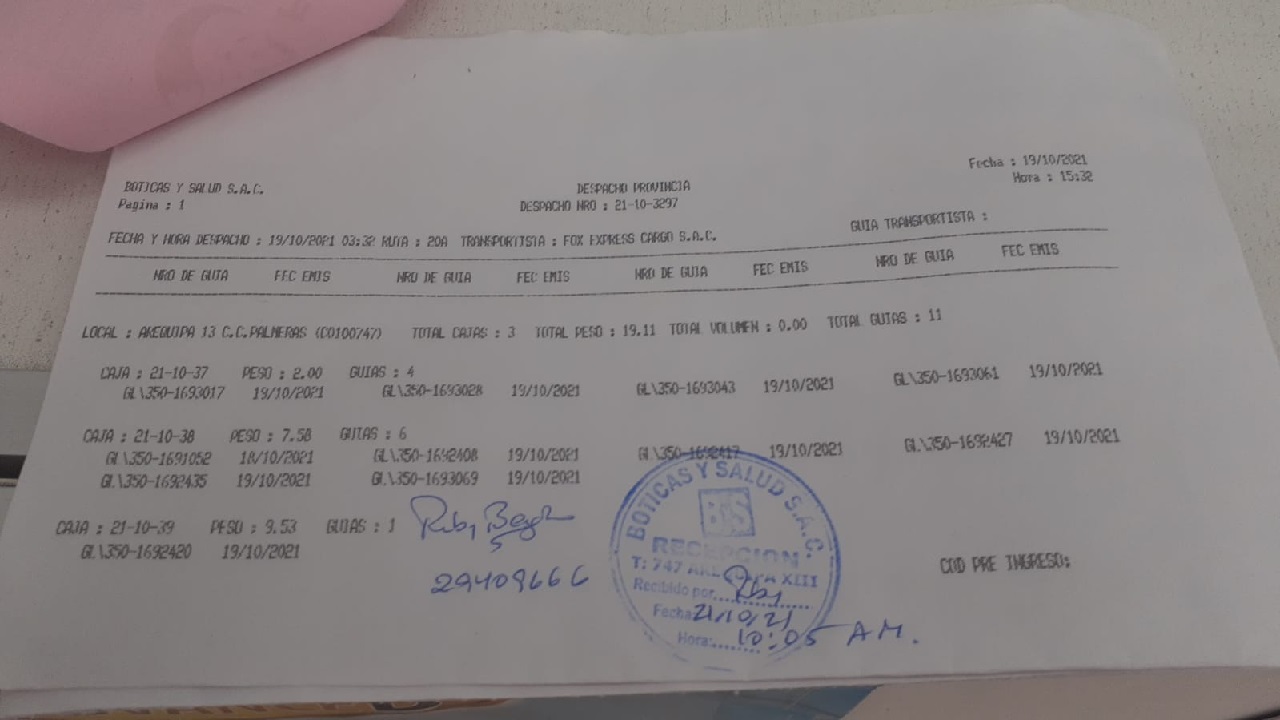 Fecha : 19/10/2021
Hora : 15:32
BOTICAS Y SALUD S.A.C.
Pagina : 1
DESPACHO PROVINCIA
DESPACHO NRO : 21-10-3297
GUIA TRANSPORTISTA :
FECHA Y HORA DESPACHO : 19/10/2021 03:32 RUTA : 20A TRANSPORTISTA : FOX EXPRESS CARGO S.A.C.
NRO DE GUIA FEC EMIS NRO DE GUIA FEC EMIS NRO DE GUIA FEC EMIS NRO DE GUIA FEC EMIS
LOCAL : AREQUIPA 13 C.C.PALMERAS (C0100747) TOTAL CAJAS : 3 TOTAL PESO : 19.11 TOTAL VOLUMEN : 0.00 TOTAL GUIAS : 11
CAJA : 21-10-37 PESO : 2.00 GUIAS : 4
GL\350-1693017 19/10/2021 GL\350-1693028 19/10/2021 GL\350-1693043 19/10/2021 GL\350-1693061 19/10/2021
CAJA : 21-10-38 PESO : 7.58 GUIAS : 6
GL\350-1691052 18/10/2021 GL\350-1692408 19/10/2021 GL\350-1692417 19/10/2021 GL\350-1692427 19/10/2021
GL\350-1692435 19/10/2021 GL\350-1693069 19/10/2021
CAJA : 21-10-39 PESO : 9.53 GUIAS : 1
GL\350-1692420 19/10/2021
29409666
BOTICAS Y SALUD S.A.C.
BS
RECEPCION
T: 747 AREQUIPA XIII
Recibido por
Fecha: 21/10/21
Hora: 10:05 A.M.
COD PRE INGRESO: